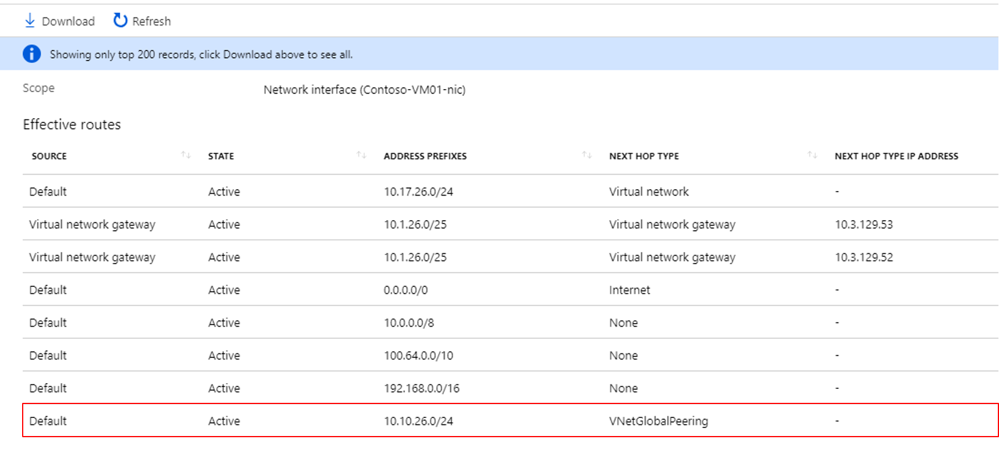 Download Refresh
Showing only top 200 records, click Download above to see all.
Scope Network interface (Contoso-VM01-nic)
Effective routes
SOURCE STATE ADDRESS PREFIXES NEXT HOP TYPE NEXT HOP TYPE IP ADDRESS
Default Active 10.17.26.0/24 Virtual network -
Virtual network gateway Active 10.1.26.0/25 Virtual network gateway 10.3.129.53
Virtual network gateway Active 10.1.26.0/25 Virtual network gateway 10.3.129.52
Default Active 0.0.0.0/0 Internet -
Default Active 10.0.0.0/8 None -
Default Active 100.64.0.0/10 None -
Default Active 192.168.0.0/16 None -
Default Active 10.10.26.0/24 VNetGlobalPeering -